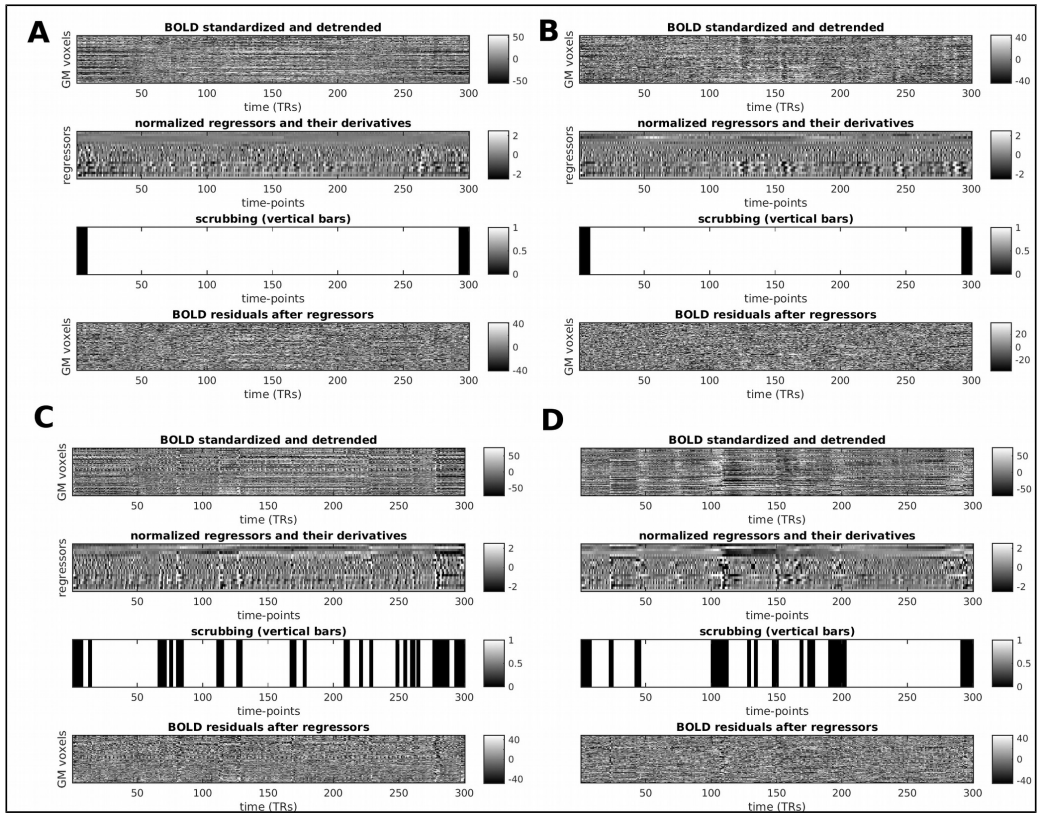 A
BOLD standardized and detrended
GM voxels
50
0
-50
50 100 150 200 250 300
time (TRs)
normalized regressors and their derivatives
regressors
2
0
-2
50 100 150 200 250 300
time-points
scrubbing (vertical bars)
1
0.5
0
50 100 150 200 250 300
time-points
BOLD residuals after regressors
GM voxels
40
0
-40
50 100 150 200 250 300
time (TRs)
B
BOLD standardized and detrended
GM voxels
40
0
-40
50 100 150 200 250 300
time (TRs)
normalized regressors and their derivatives
regressors
2
0
-2
50 100 150 200 250 300
time-points
scrubbing (vertical bars)
1
0.5
0
50 100 150 200 250 300
time-points
BOLD residuals after regressors
GM voxels
20
0
-20
50 100 150 200 250 300
time (TRs)
C
BOLD standardized and detrended
GM voxels
50
0
-50
50 100 150 200 250 300
time (TRs)
normalized regressors and their derivatives
regressors
2
0
-2
50 100 150 200 250 300
time-points
scrubbing (vertical bars)
1
0.5
0
50 100 150 200 250 300
time-points
BOLD residuals after regressors
GM voxels
40
0
-40
50 100 150 200 250 300
time (TRs)
D
BOLD standardized and detrended
50
0
-50
50 100 150 200 250 300
time (TRs)
normalized regressors and their derivatives
2
0
-2
50 100 150 200 250 300
time-points
scrubbing (vertical bars)
1
0.5
0
50 100 150 200 250 300
time-points
BOLD residuals after regressors
40
0
-40
50 100 150 200 250 300
time (TRs)